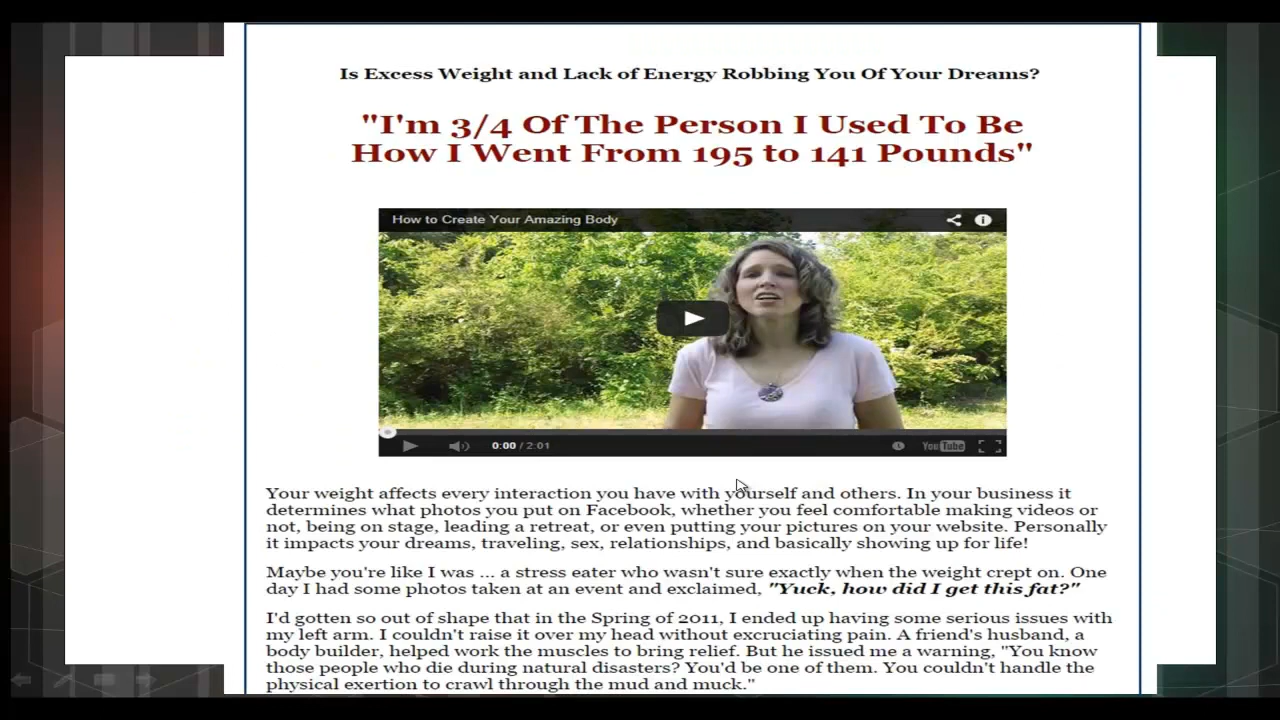 Is Excess Weight and Lack of Energy Robbing You Of Your Dreams?
"I'm 3/4 Of The Person I Used To Be
How I Went From 195 to 141 Pounds"
How to Create Your Amazing Body
0:00 / 2:01
YouTube
Your weight affects every interaction you have with yourself and others. In your business it
determines what photos you put on Facebook, whether you feel comfortable making videos or
not, being on stage, leading a retreat, or even putting your pictures on your website. Personally
it impacts your dreams, traveling, sex, relationships, and basically showing up for life!
Maybe you're like I was ... a stress eater who wasn't sure exactly when the weight crept on. One
day I had some photos taken at an event and exclaimed, "Yuck, how did I get this fat?"
I'd gotten so out of shape that in the Spring of 2011, I ended up having some serious issues with
my left arm. I couldn't raise it over my head without excruciating pain. A friend's husband, a
body builder, helped work the muscles to bring relief. But he issued me a warning, "You know
those people who die during natural disasters? You'd be one of them. You couldn't handle the
physical exertion to crawl through the mud and muck."